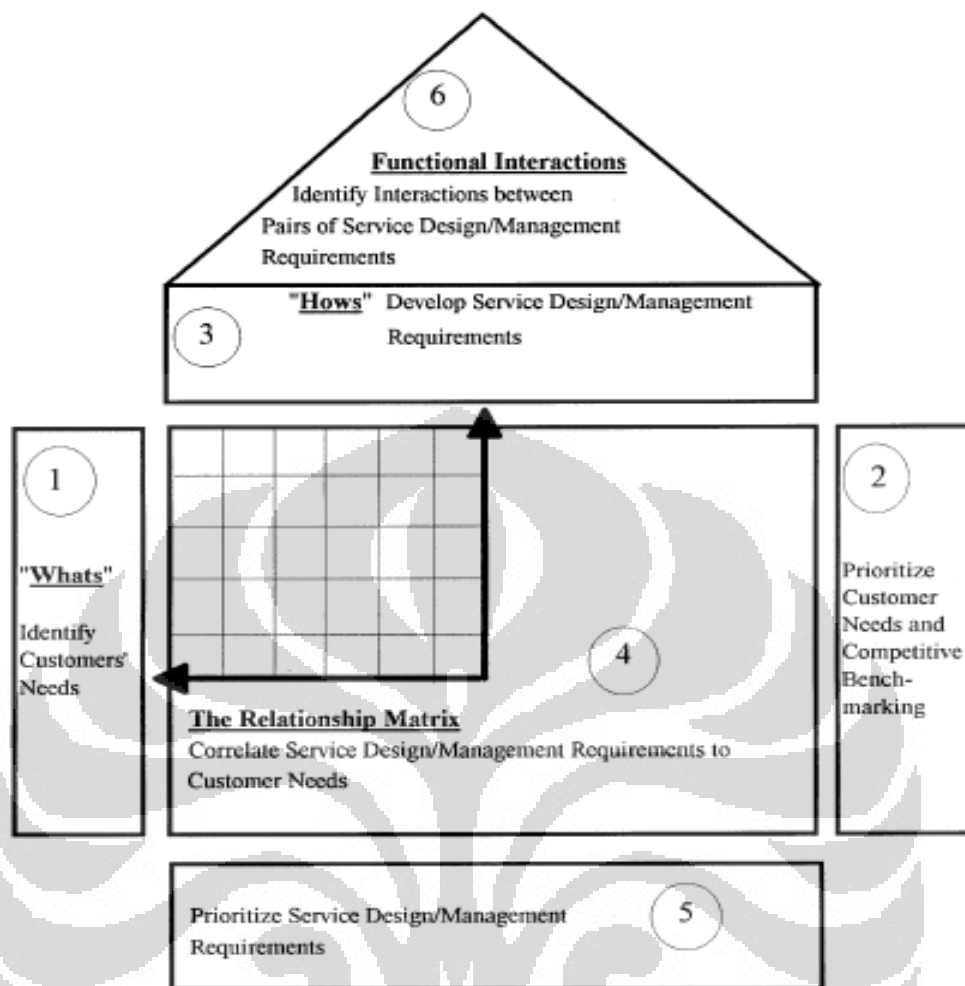 6
Functional Interactions
Identify Interactions between
Pairs of Service Design/Management
Requirements
"Hows" Develop Service Design/Management
Requirements
3
1
"Whats"
Identify
Customers'
Needs
2
Prioritize
Customer
Needs and
Competitive
Bench-
marking
4
The Relationship Matrix
Correlate Service Design/Management Requirements to
Customer Needs
Prioritize Service Design/Management
Requirements
5